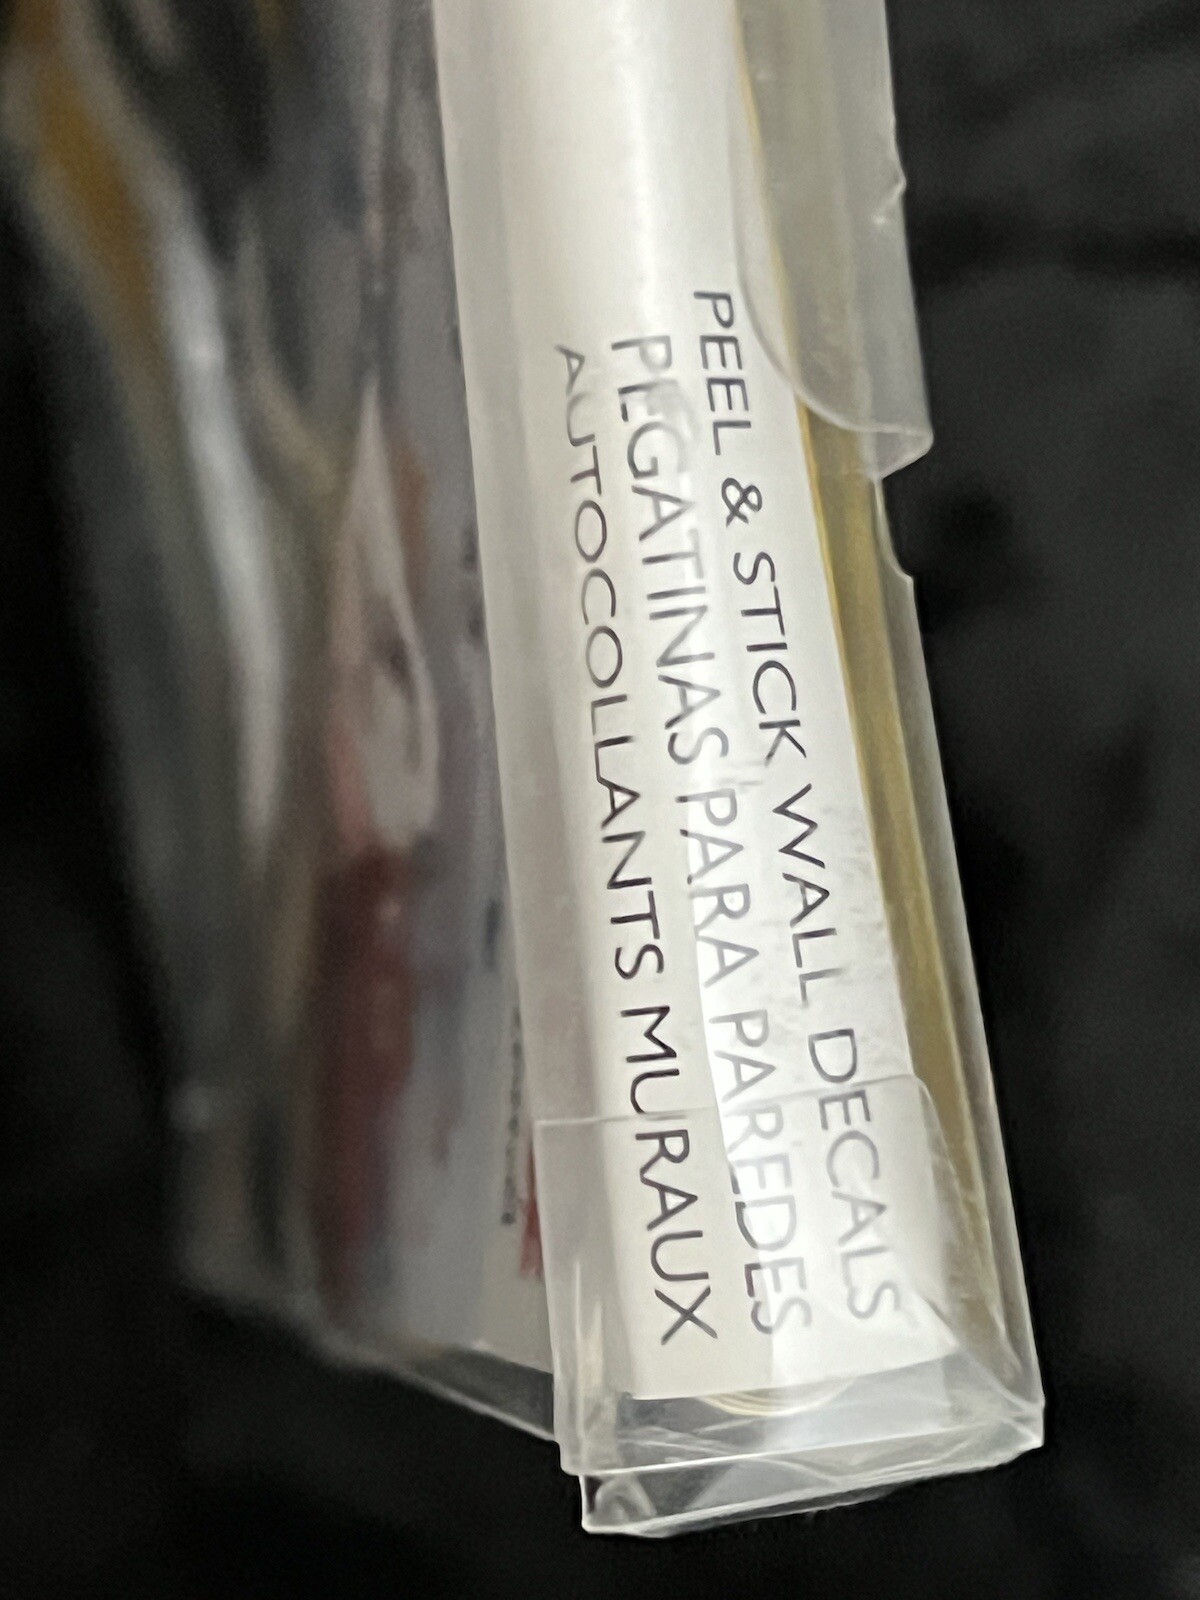 PEEL & STICK WALL DECALS
PEGATINAS PARA PAREDES
AUTOCOLLANTS MURAUX